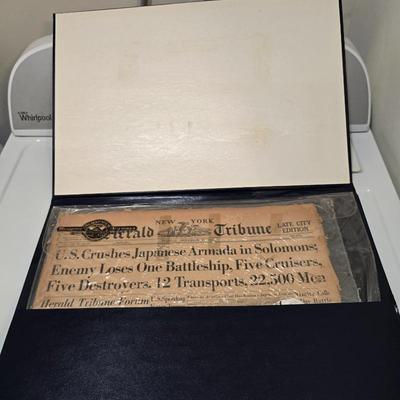 Whirlpool
NEW YORK
Herald Tribune
LATE CITY
EDITION
U.S. Crushes Japanese Armada in Solomons;
Enemy Loses One Battleship, Five Cruisers,
Five Destroyers, 12 Transports, 22,500 Men
Herald Tribune Forum